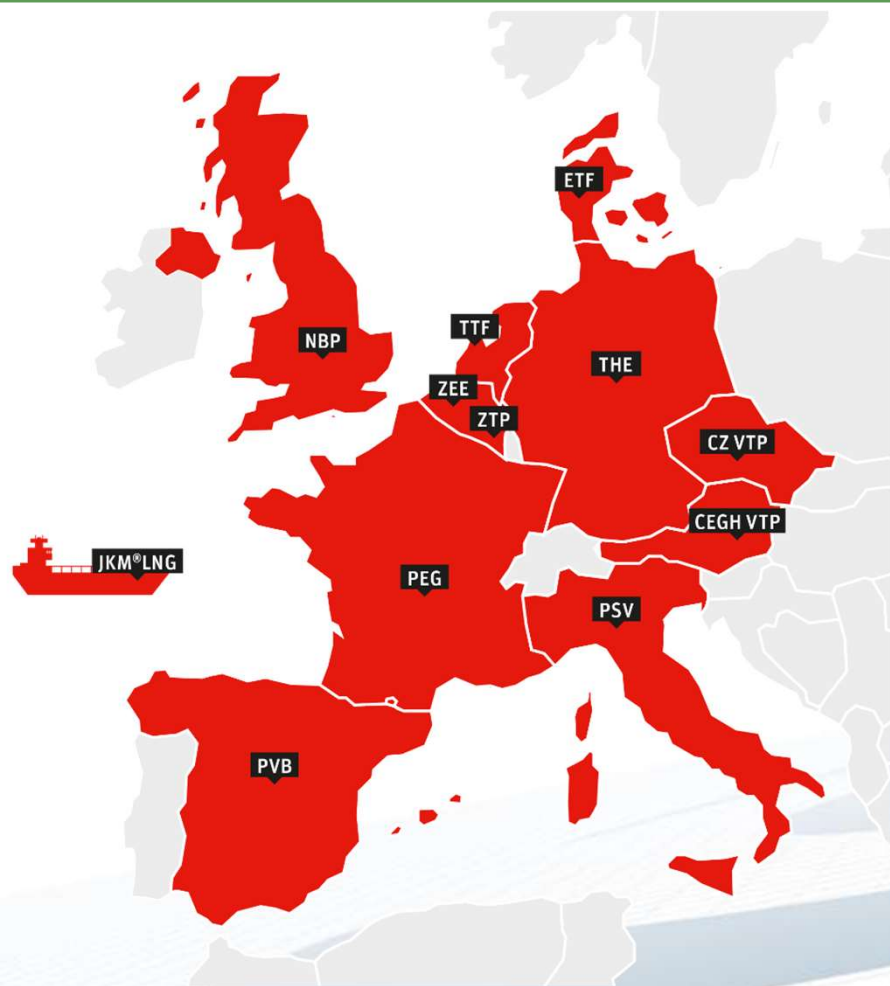 ETF
TTF
NBP
THE
ZEE
ZTP
CZ VTP
CEGH VTP
JKM®LNG
PEG
PSV
PVB